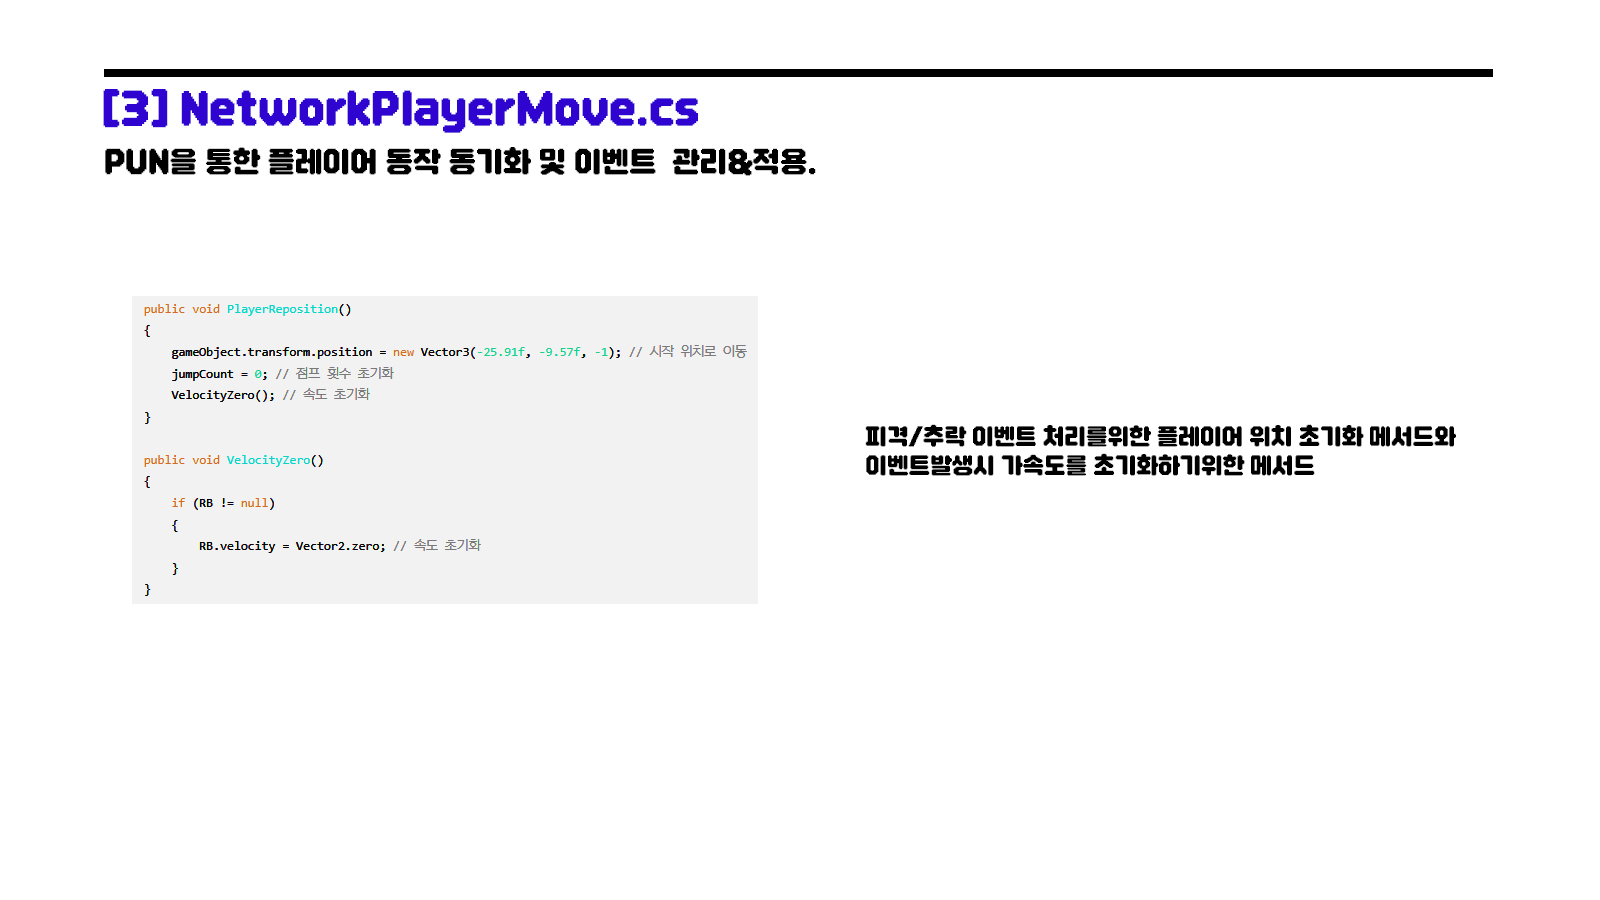 [3] NetworkPlayerMove.cs
PUN을 통한 플레이어 동작 동기화 및 이벤트  관리&적용.
public void PlayerReposition()
{
    gameObject.transform.position = new Vector3(-25.91f, -9.57f, -1); // 시작 위치로 이동
    jumpCount = 0; // 점프 횟수 초기화
    VelocityZero(); // 속도 초기화
}
public void VelocityZero()
{
    if (RB != null)
    {
        RB.velocity = Vector2.zero; // 속도 초기화
    }
}
피격/추락 이벤트 처리를위한 플레이어 위치 초기화 메서드와
이벤트발생시 가속도를 초기화하기위한 메서드